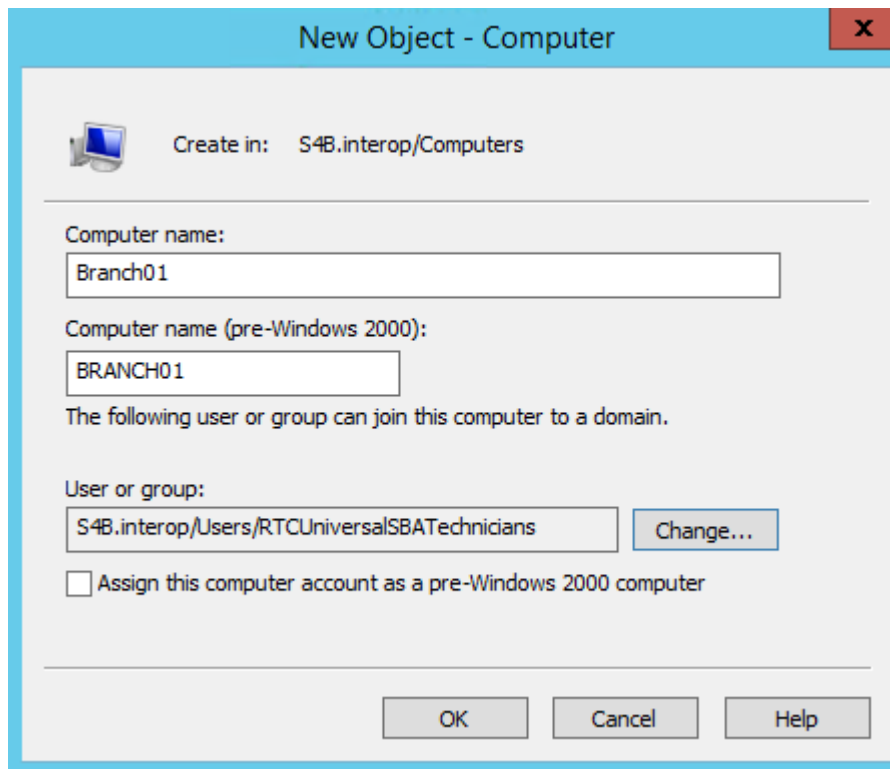 New Object - Computer
x
Create in: S4B.interop/Computers
Computer name:
Branch01
Computer name (pre-Windows 2000):
BRANCH01
The following user or group can join this computer to a domain.
User or group:
S4B.interop/Users/RTCUniversalSBATechnicians
Change...
Assign this computer account as a pre-Windows 2000 computer
OK Cancel Help